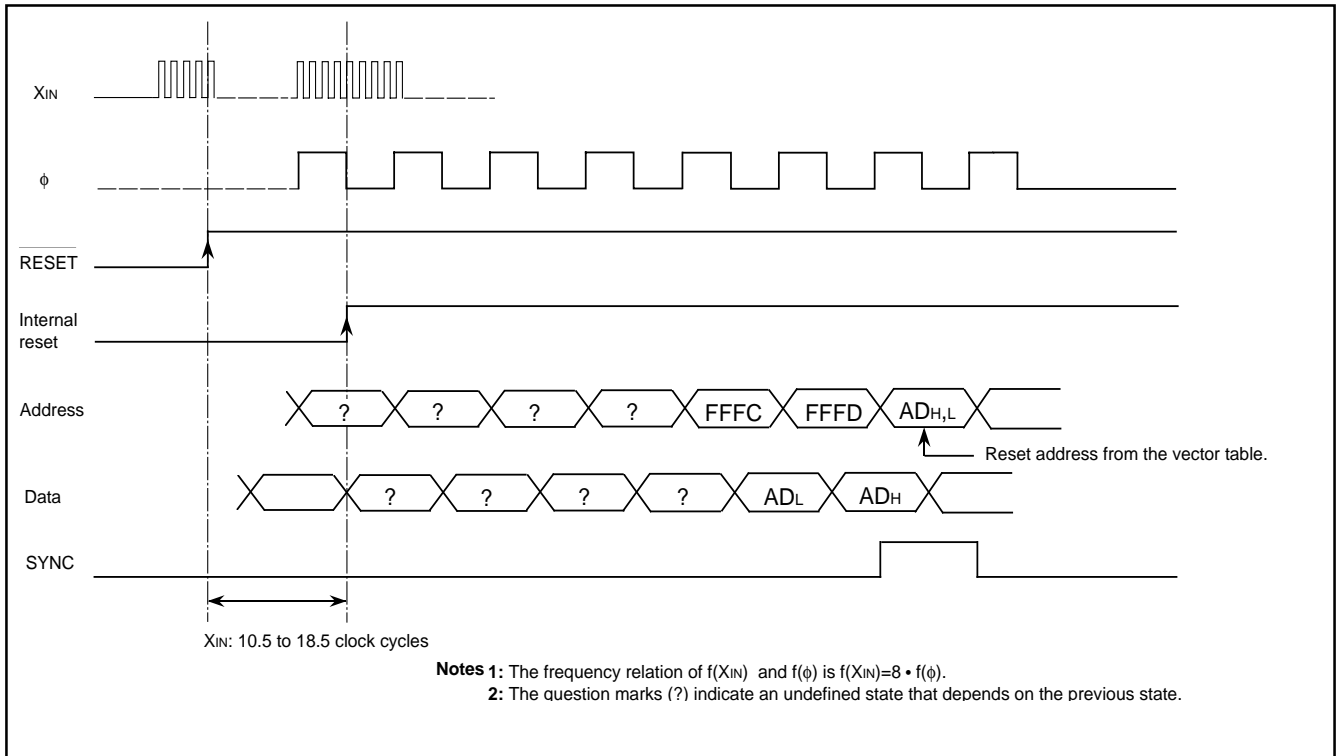 XIN
φ
RESET
Internal
reset
Address
? ? ? ? FFFC FFFD ADH,L
Reset address from the vector table.
Data
? ? ? ? ADL ADH
SYNC
XIN: 10.5 to 18.5 clock cycles
Notes 1: The frequency relation of f(XIN) and f(φ) is f(XIN)=8 • f(φ).
2: The question marks (?) indicate an undefined state that depends on the previous state.